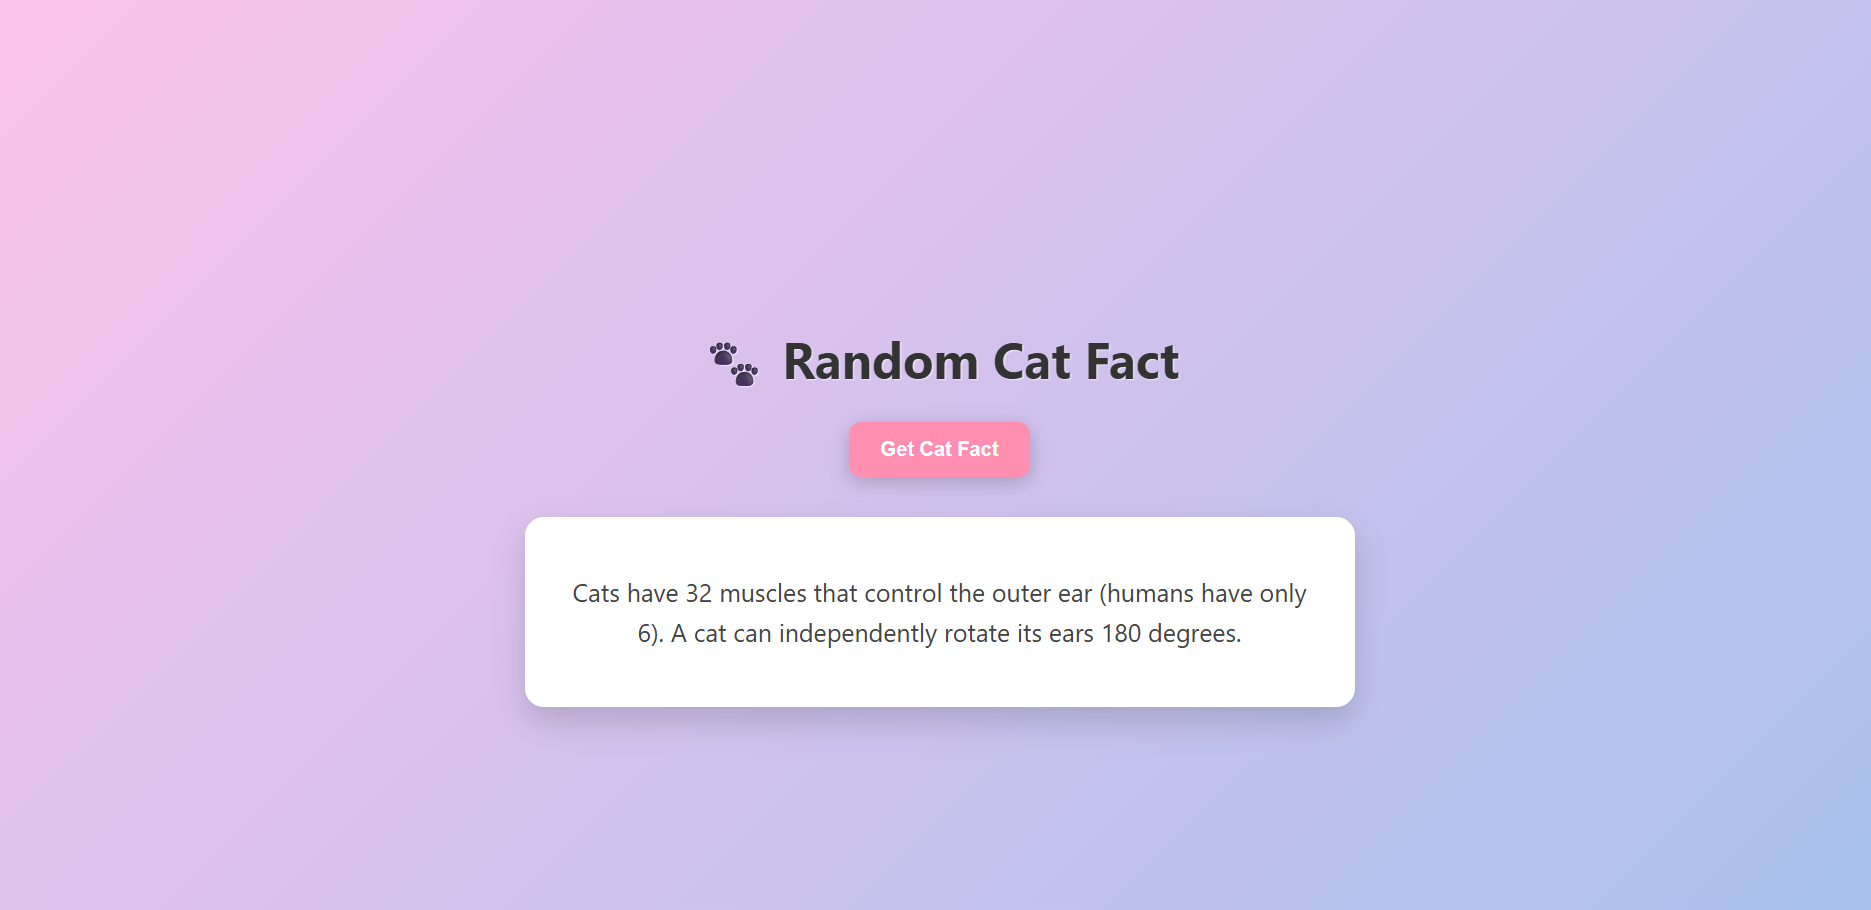 Random Cat Fact
Get Cat Fact
Cats have 32 muscles that control the outer ear (humans have only
6). A cat can independently rotate its ears 180 degrees.